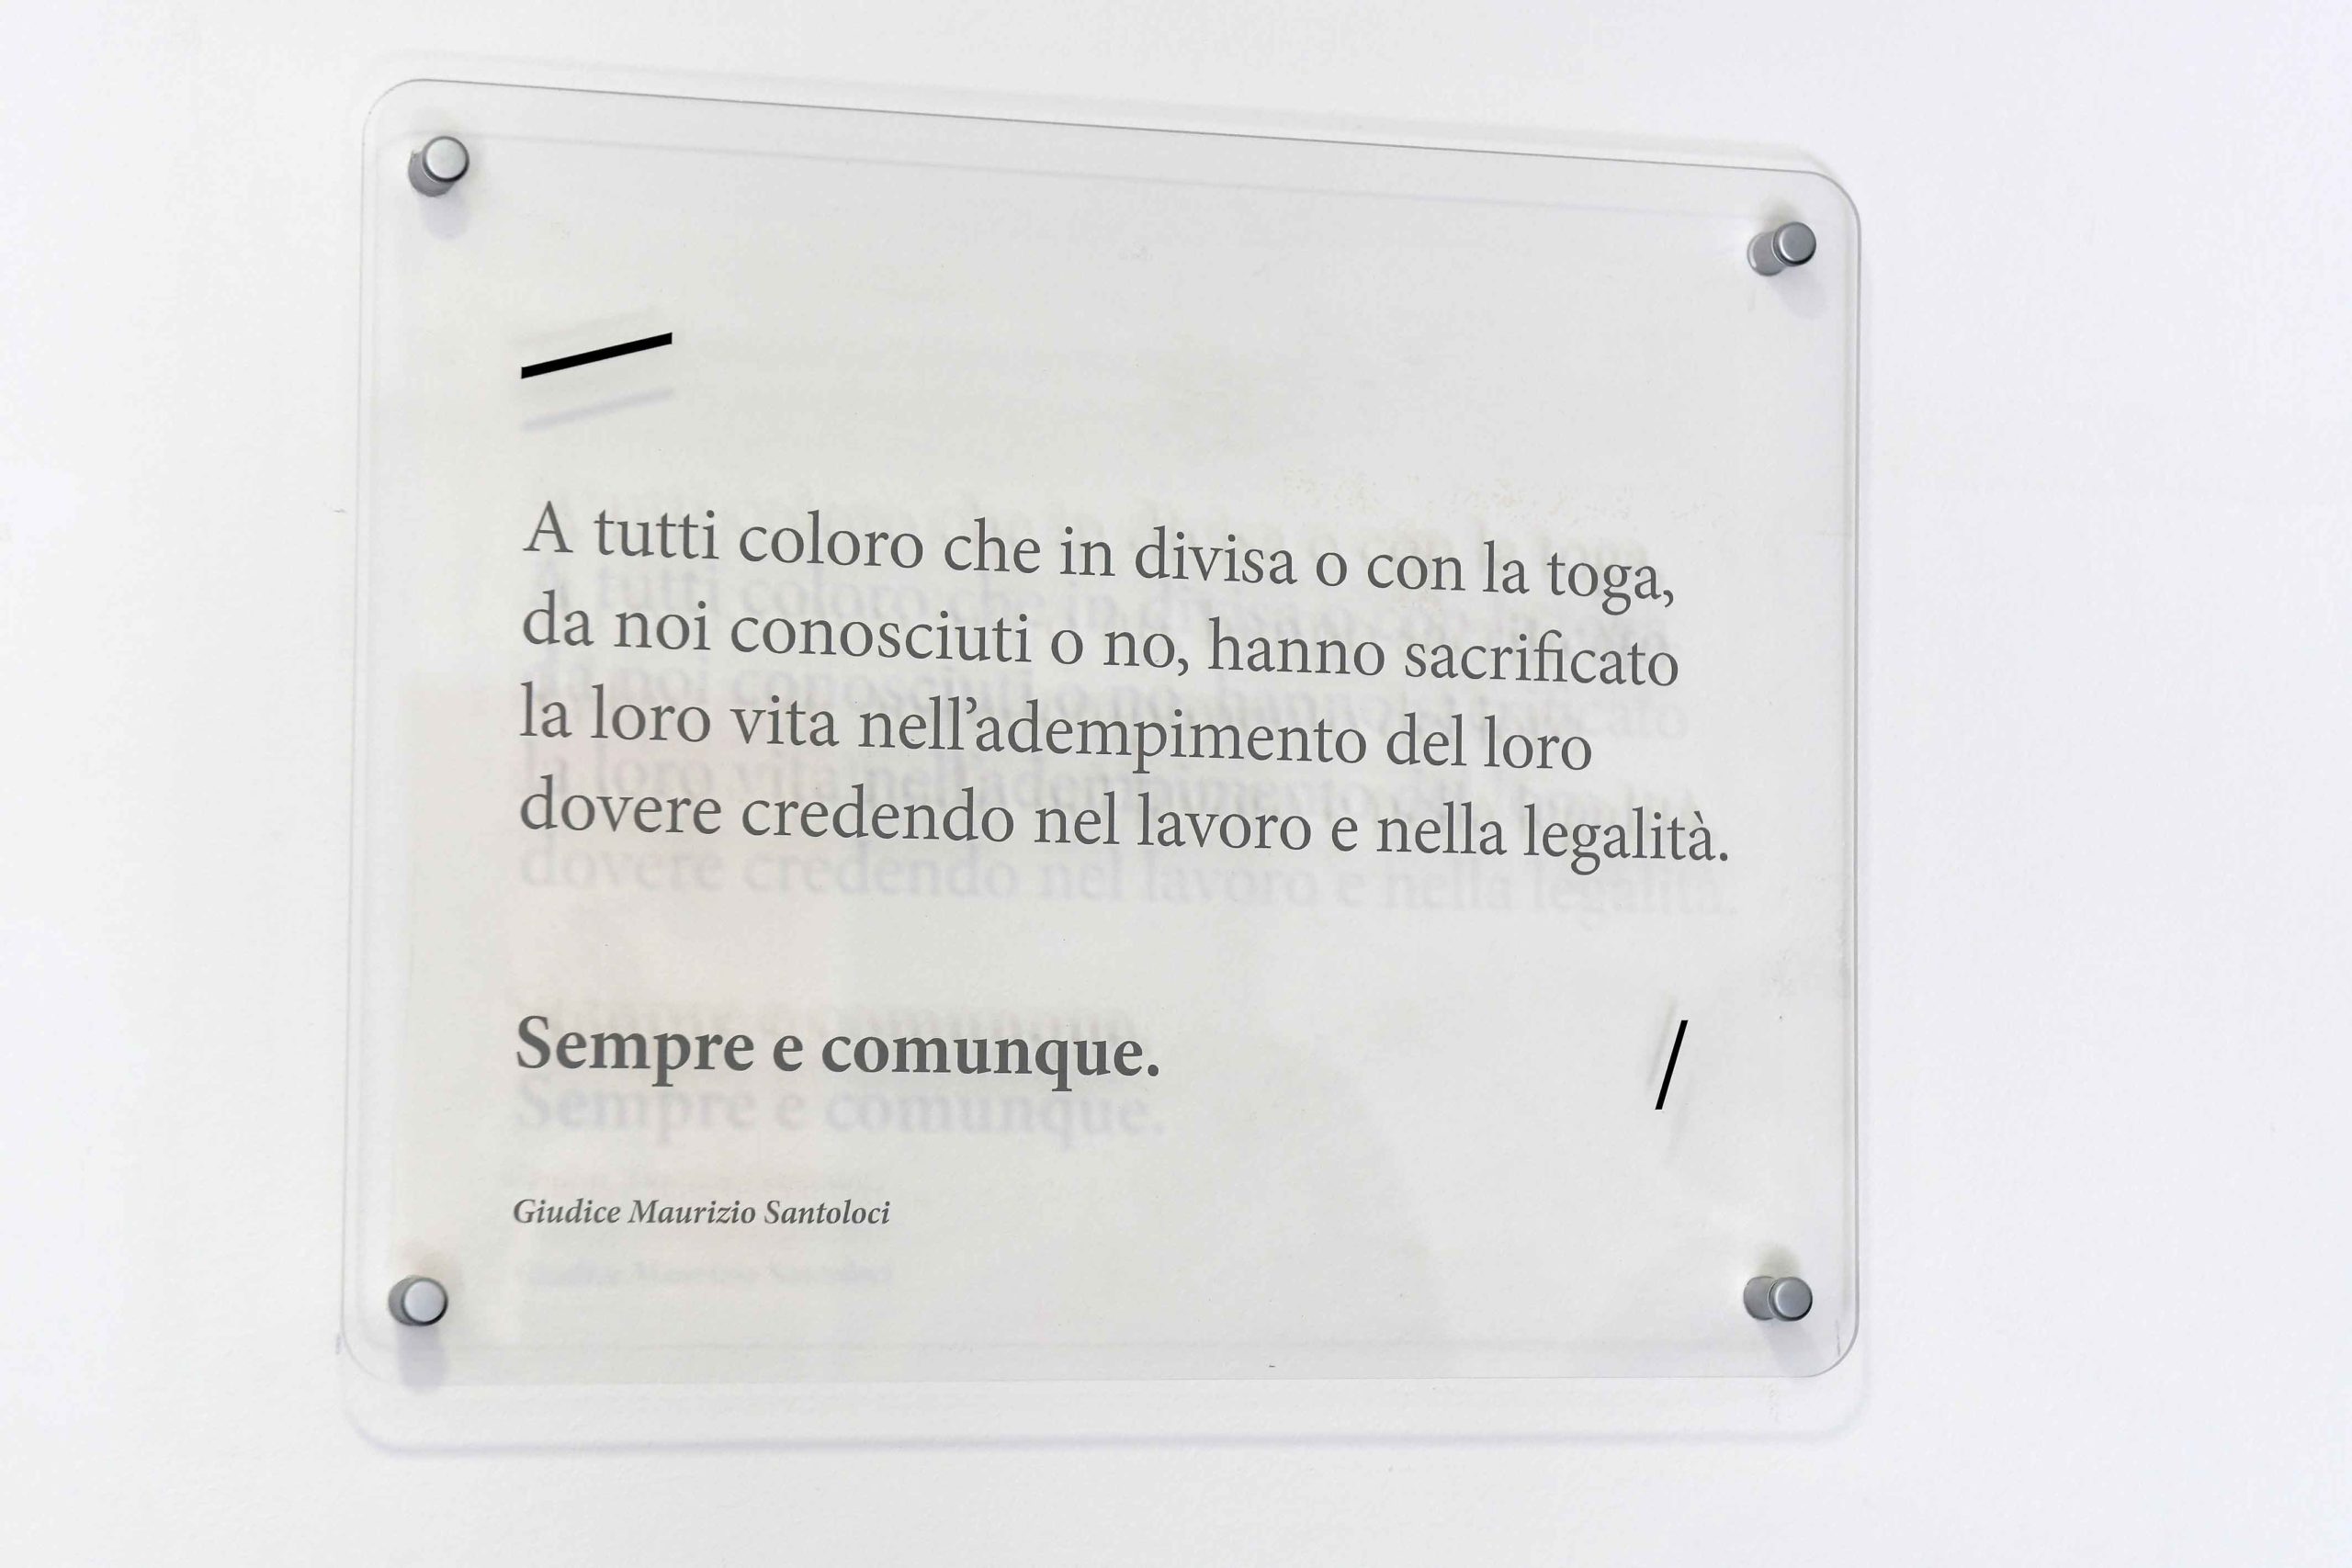 A tutti coloro che in divisa o con la toga,
da noi conosciuti o no, hanno sacrificato
la loro vita nell’adempimento del loro
dovere credendo nel lavoro e nella legalità.
Sempre e comunque.
Giudice Maurizio Santoloci